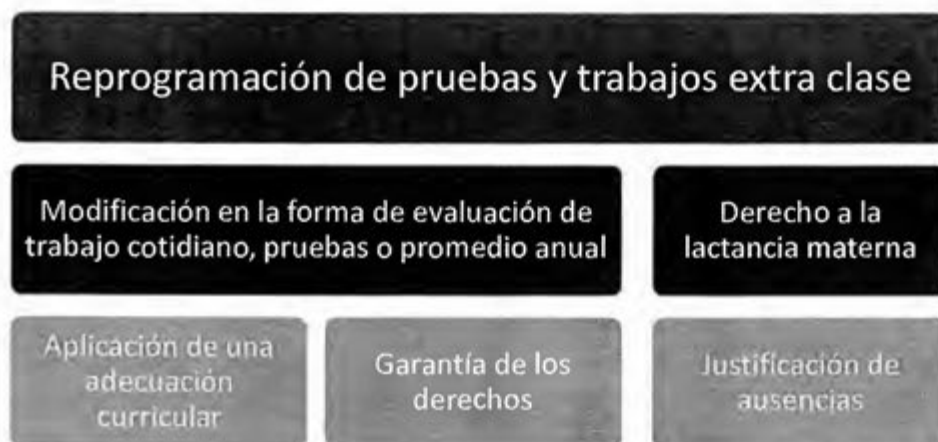 Reprogramación de pruebas y trabajos extra clase
Modificación en la forma de evaluación de
trabajo cotidiano, pruebas o promedio anual
Derecho a la
lactancia materna
Aplicación de una
adecuación
curricular
Garantía de los
derechos
Justificación de
ausencias